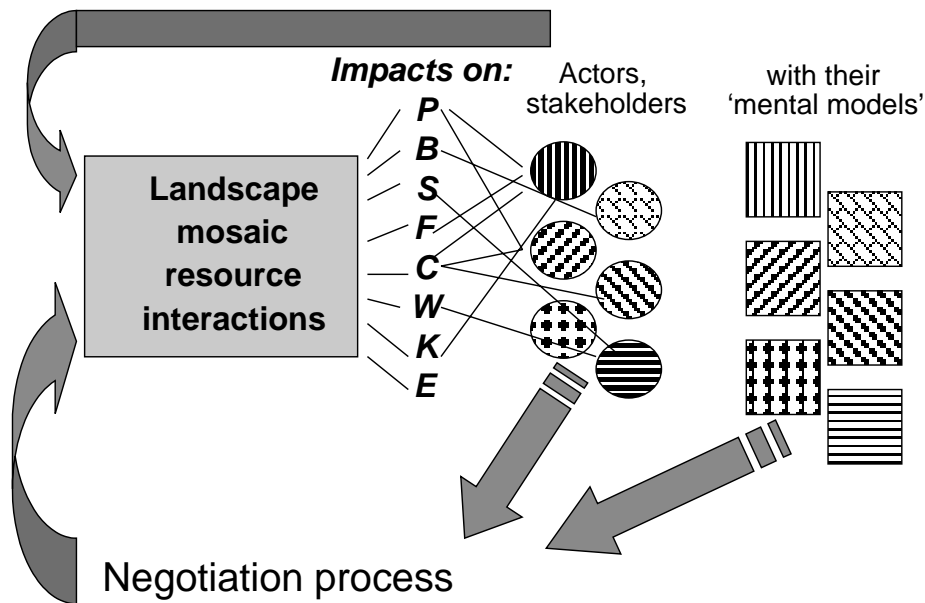 Impacts on:
Actors,
stakeholders
with their
‘mental models’
P
B
S
F
C
W
K
E
Landscape
mosaic
resource
interactions
Negotiation process